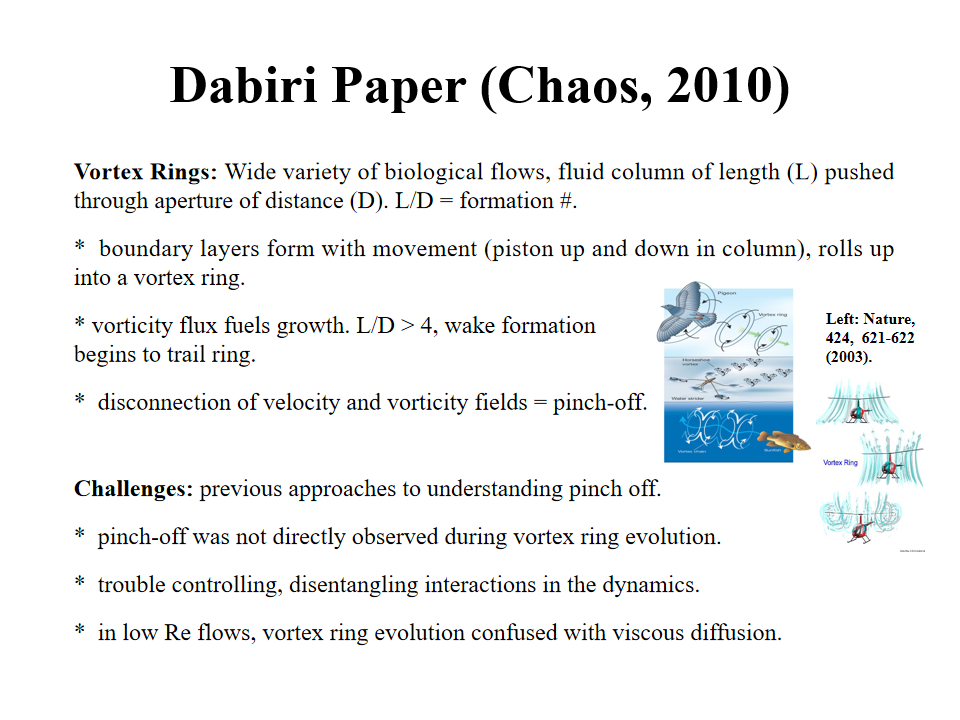 Dabiri Paper (Chaos, 2010)
Vortex Rings: Wide variety of biological flows, fluid column of length (L) pushed
through aperture of distance (D). L/D = formation #.
* boundary layers form with movement (piston up and down in column), rolls up
into a vortex ring.
* vorticity flux fuels growth. L/D > 4, wake formation
begins to trail ring.
* disconnection of velocity and vorticity fields = pinch-off.
Pigeon
Vortex ring
Horseshoe
vortex
Water strider
Vortex chain
Sunfish
Left: Nature,
424, 621-622
(2003).
Vortex Ring
Challenges: previous approaches to understanding pinch off.
* pinch-off was not directly observed during vortex ring evolution.
* trouble controlling, disentangling interactions in the dynamics.
* in low Re flows, vortex ring evolution confused with viscous diffusion.